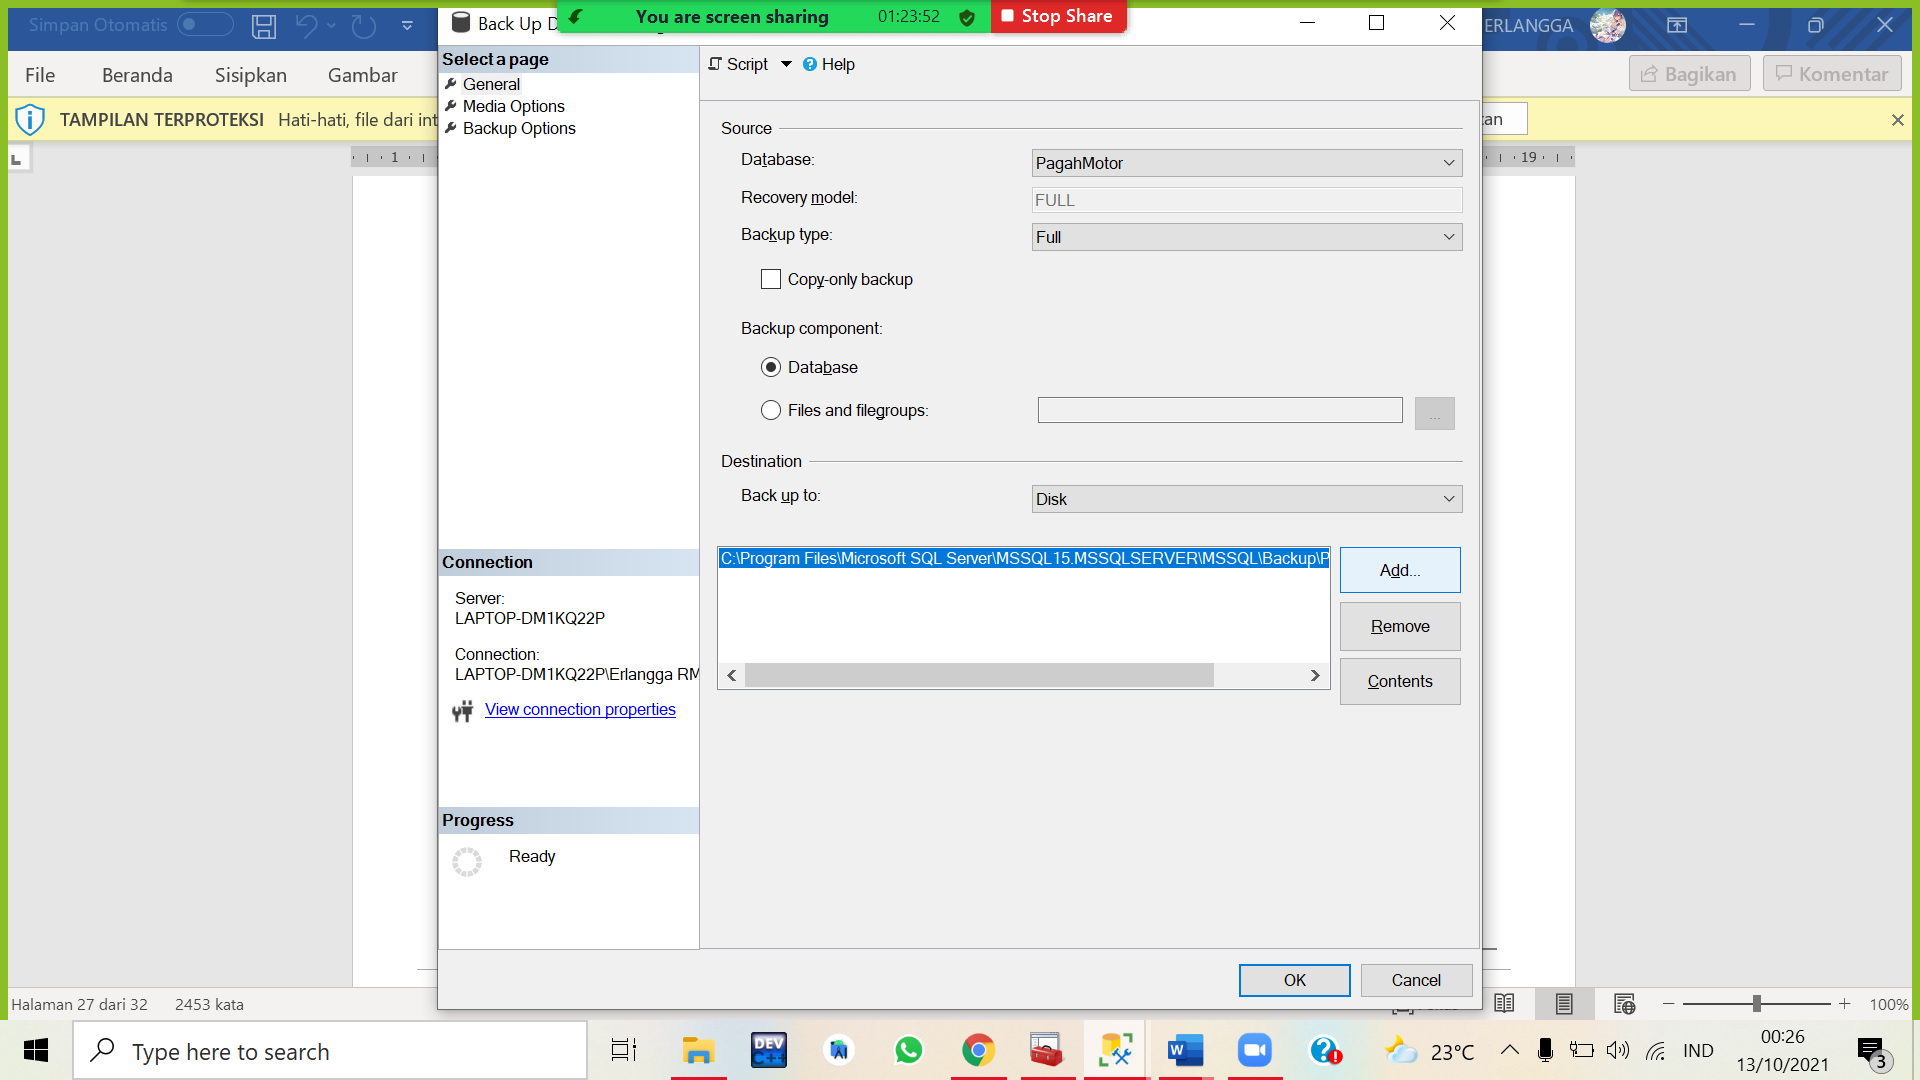 Simpan Otomatis
Back Up D
You are screen sharing
01:23:52
Stop Share
ERLANGGA
File
Beranda
Sisipkan
Gambar
Bagikan
Komentar
TAMPILAN TERPROTEKSI
Hati-hati, file dari int
tan
1
19
Select a page
General
Media Options
Backup Options
Script
Help
Source
Database:
PagahMotor
Recovery model:
FULL
Backup type:
Full
Copy-only backup
Backup component:
Database
Files and filegroups:
...
Destination
Back up to:
Disk
C:\Program Files\Microsoft SQL Server\MSSQL15.MSSQLSERVER\MSSQL\Backup\P
Add...
Remove
Contents
Connection
Server:
LAPTOP-DM1KQ22P
Connection:
LAPTOP-DM1KQ22P\Erlangga RM
View connection properties
Progress
Ready
OK
Cancel
Halaman 27 dari 32
2453 kata
100%
Type here to search
DEV
C++
W
23°C
IND
00:26
13/10/2021
3